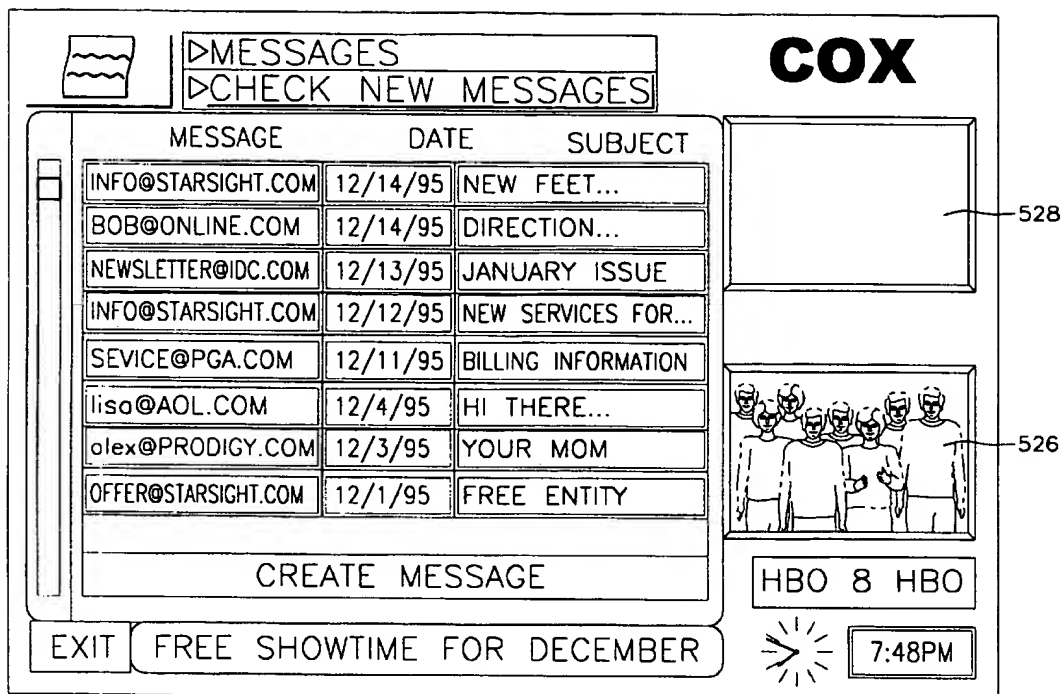 ▷MESSAGES
▷CHECK NEW MESSAGES
COX
MESSAGE DATE SUBJECT
INFO@STARSIGHT.COM 12/14/95 NEW FEET...
BOB@ONLINE.COM 12/14/95 DIRECTION...
NEWSLETTER@IDC.COM 12/13/95 JANUARY ISSUE
INFO@STARSIGHT.COM 12/12/95 NEW SERVICES FOR...
SEVICE@PGA.COM 12/11/95 BILLING INFORMATION
lisa@AOL.COM 12/4/95 HI THERE...
alex@PRODIGY.COM 12/3/95 YOUR MOM
OFFER@STARSIGHT.COM 12/1/95 FREE ENTITY
CREATE MESSAGE
528
526
HBO 8 HBO
EXIT FREE SHOWTIME FOR DECEMBER
7:48PM